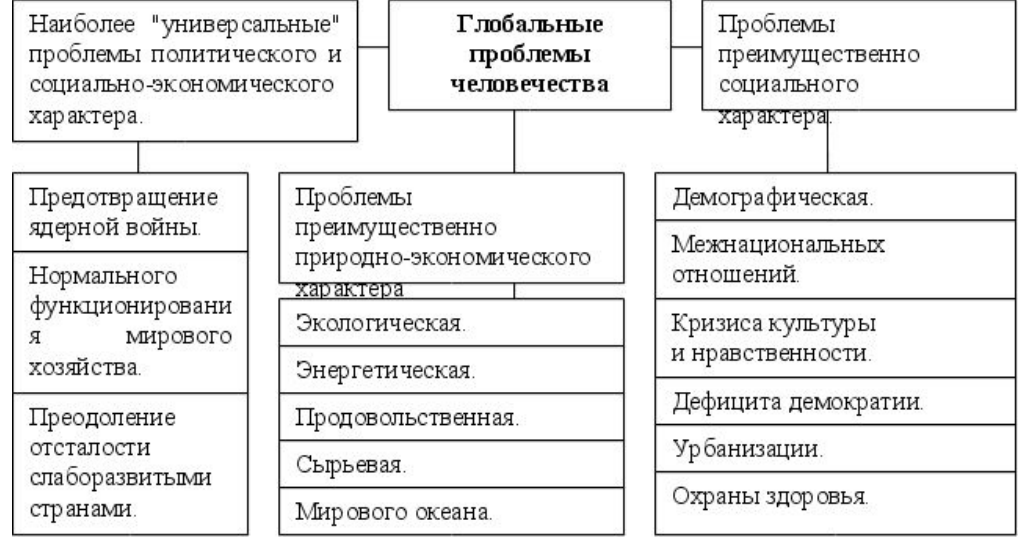 Наиболее "универсальные"
проблемы политического и
социально-экономического
характера.
Глобальные
проблемы
человечества
Проблемы
преимущественно
социального
характера.
Предотвращение
ядерной войны.
Нормального
функционировани
я мирового
хозяйства.
Преодоление
отсталости
слаборазвитыми
странами.
Проблемы
преимущественно
природно-экономического
характера
Экологическая.
Энергетическая.
Продовольственная.
Сырьевая.
Мирового океана.
Демографическая.
Межнациональных
отношений.
Кризиса культуры
и нравственности.
Дефицита демократии.
Урбанизации.
Охраны здоровья.